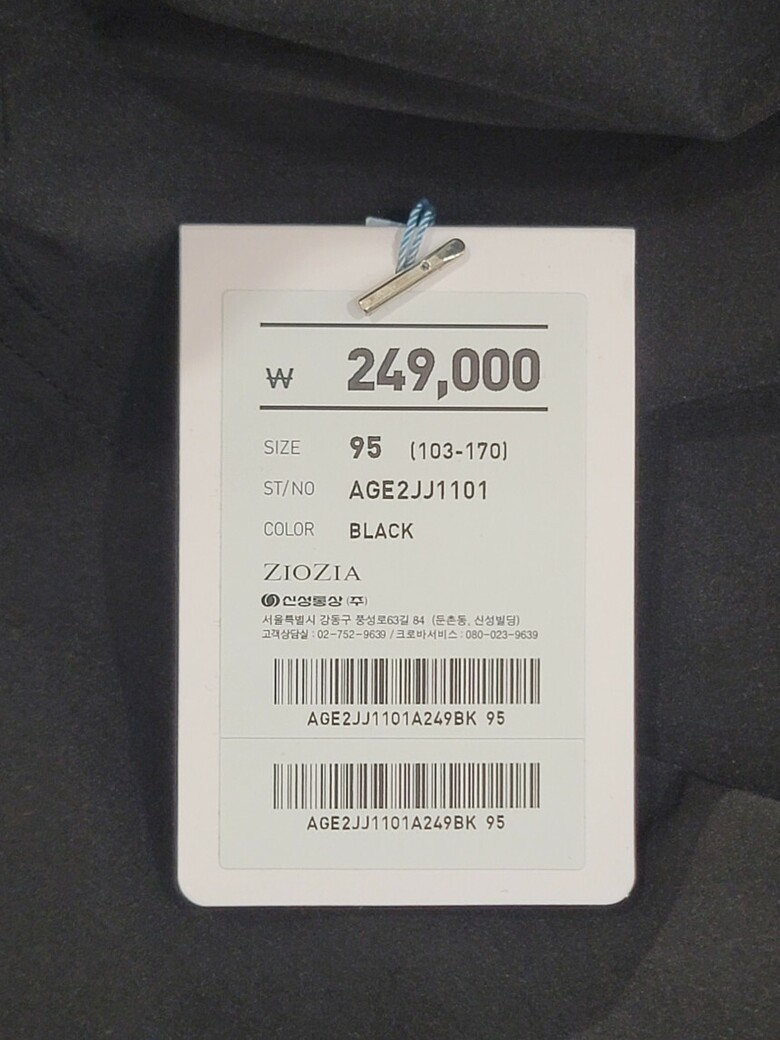 ₩ 249,000
SIZE 95 (103-170)
ST/NO AGE2JJ1101
COLOR BLACK
ZIOZIA
신성통상(주)
서울특별시 강동구 풍성로63길 84 (둔촌동, 신성빌딩)
고객상담실 : 02-752-9639 / 크로바서비스 : 080-023-9639
AGE2JJ1101A249BK 95
AGE2JJ1101A249BK 95